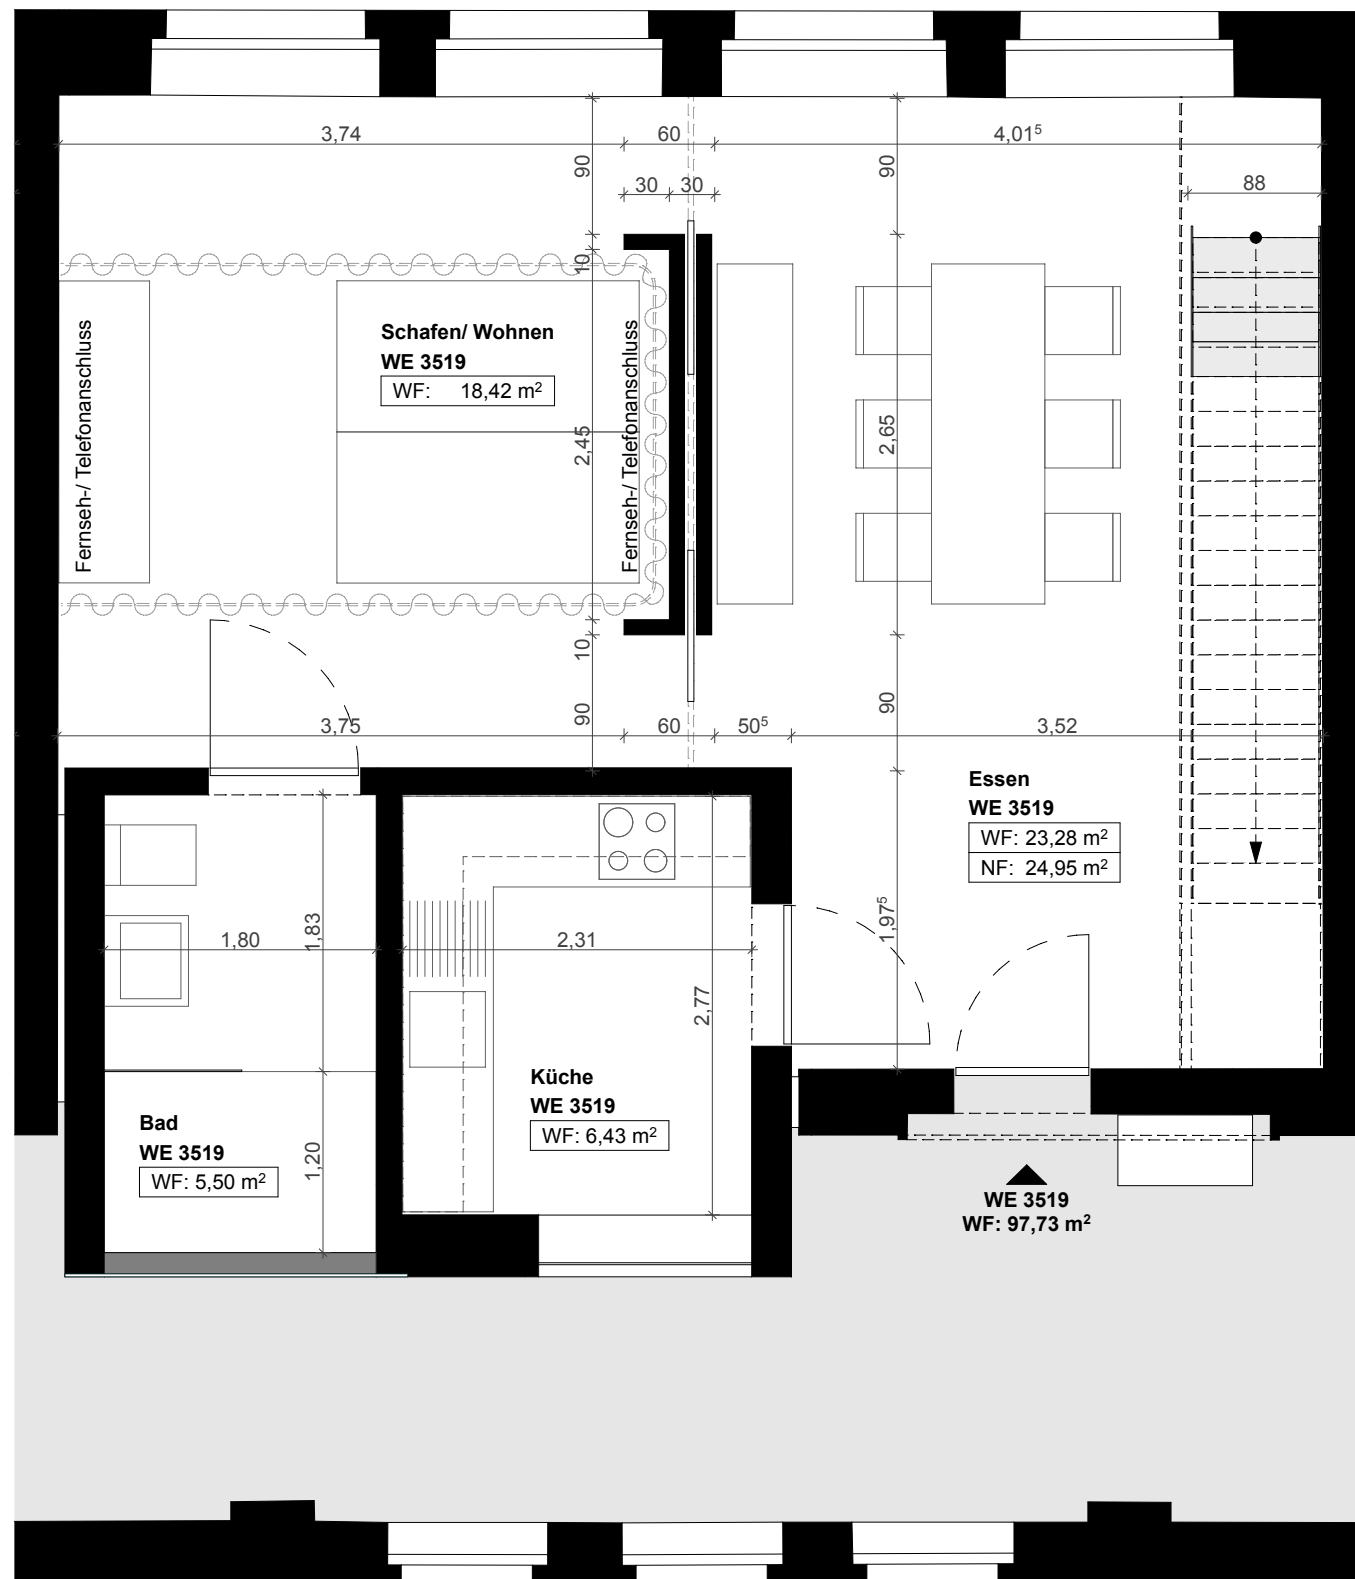 3,74
60
4,01⁵
90
90
30
30
88
10
Schafen/ Wohnen
WE 3519
WF: 18,42 m²
Fernseh-/ Telefonanschluss
Fernseh-/ Telefonanschluss
2,45
2,65
10
90
90
3,75
60
50⁵
3,52
Essen
WE 3519
WF: 23,28 m²
NF: 24,95 m²
1,80
1,83
2,31
1,97⁵
2,77
Küche
WE 3519
WF: 6,43 m²
Bad
WE 3519
WF: 5,50 m²
1,20
WE 3519
WF: 97,73 m²